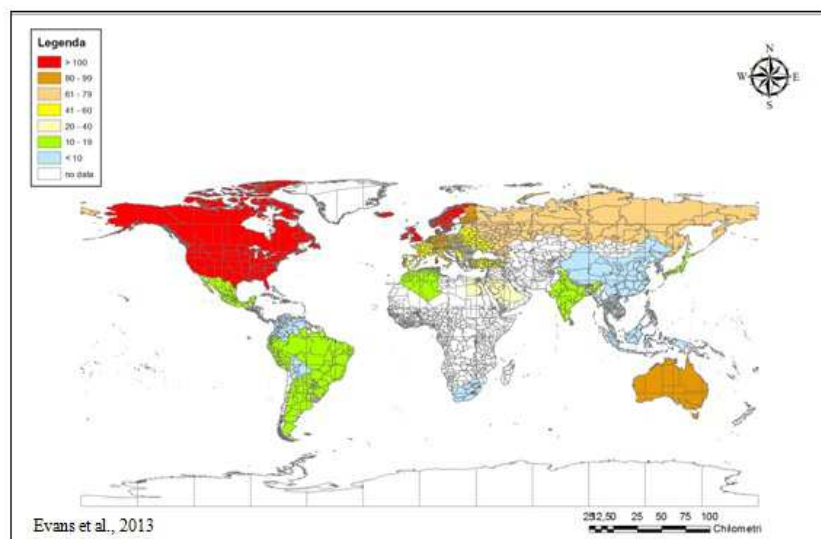 Legenda
> 100
80 - 99
61 - 79
41 - 60
20 - 40
10 - 19
< 10
no data
N
W E
S
Evans et al., 2013
25 12,50 25 50 75 100
Chilometri